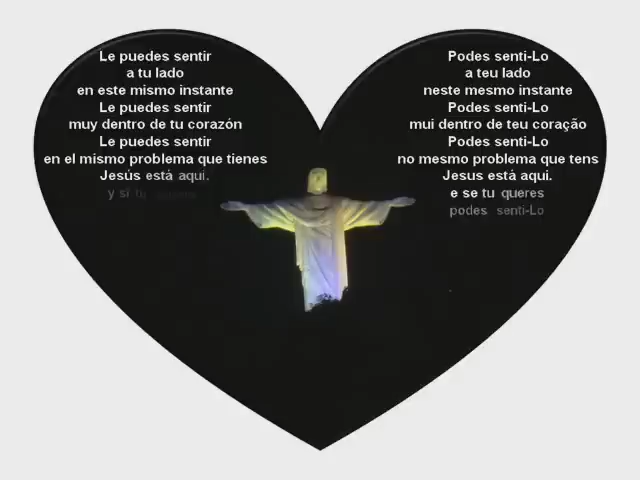 Le puedes sentir
a tu lado
en este mismo instante
Le puedes sentir
muy dentro de tu corazón
Le puedes sentir
en el mismo problema que tienes
Jesús está aqui.
y si tu
Podes senti-Lo
a teu lado
neste mesmo instante
Podes senti-Lo
mui dentro de teu coração
Podes senti-Lo
no mesmo problema que tens
Jesus está aqui.
e se tu queres
podes senti-Lo